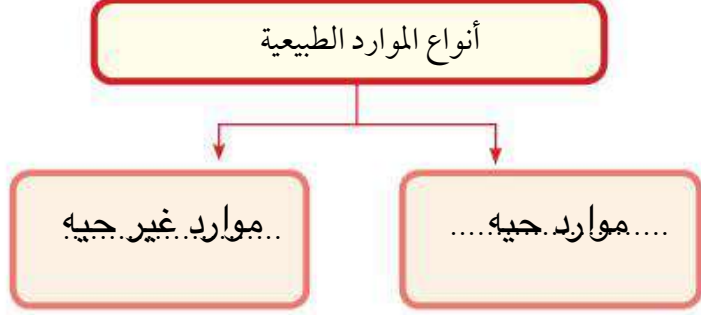 أنواع الموارد الطبيعية
موارد حيه
موارد غير حيه